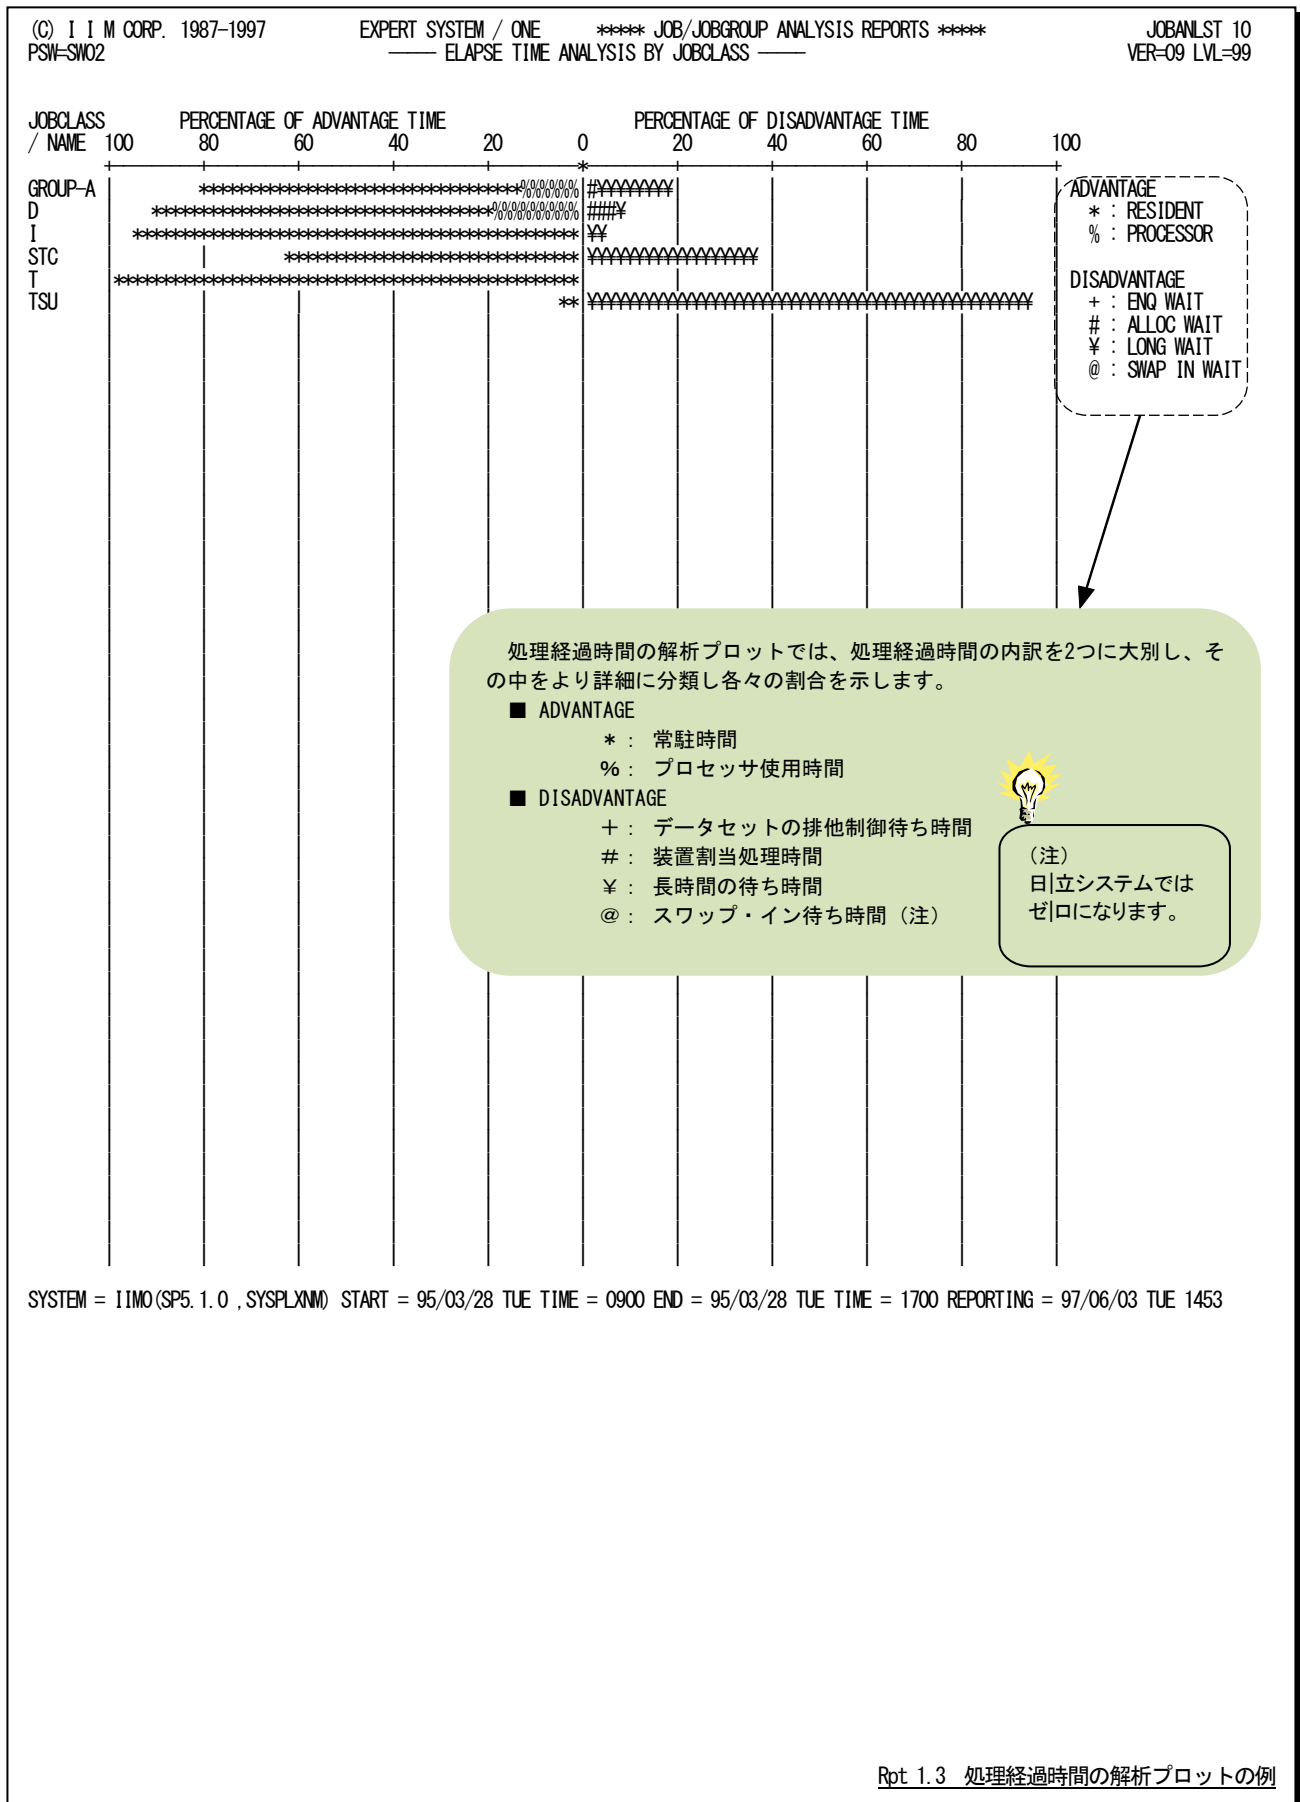 (C) I I M CORP. 1987-1997 EXPERT SYSTEM / ONE ***** JOB/JOBGROUP ANALYSIS REPORTS ***** JOBANLST 10
PSW=SW02 ----- ELAPSE TIME ANALYSIS BY JOBCLASS ----- VER=09 LVL=99
JOBCLASS PERCENTAGE OF ADVANTAGE TIME PERCENTAGE OF DISADVANTAGE TIME
/ NAME 100 80 60 40 20 0 20 40 60 80 100
GROUP-A **********************************%%%%%% #¥¥¥¥¥¥¥¥
D ************************************%%%%%%%%% ###¥
I *********************************************** ¥¥
STC ******************************* ¥¥¥¥¥¥¥¥¥¥¥¥¥¥¥¥¥¥
T *************************************************
TSU ** ¥¥¥¥¥¥¥¥¥¥¥¥¥¥¥¥¥¥¥¥¥¥¥¥¥¥¥¥¥¥¥¥¥¥¥¥¥¥¥¥¥¥¥¥¥¥¥
ADVANTAGE
* : RESIDENT
% : PROCESSOR
DISADVANTAGE
+ : ENQ WAIT
# : ALLOC WAIT
¥ : LONG WAIT
@ : SWAP IN WAIT
処理経過時間の解析プロットでは、処理経過時間の内訳を2つに大別し、そ
の中をより詳細に分類し各々の割合を示します。
■ ADVANTAGE
* : 常駐時間
% : プロセッサ使用時間
■ DISADVANTAGE
＋ : データセットの排他制御待ち時間
＃ : 装置割当処理時間
￥ : 長時間の待ち時間
＠ : スワップ・イン待ち時間（注）
（注）
日|立システムでは
ゼ|ロになります。
SYSTEM = IIMO(SP5.1.0 ,SYSPLXNM) START = 95/03/28 TUE TIME = 0900 END = 95/03/28 TUE TIME = 1700 REPORTING = 97/06/03 TUE 1453
Rpt 1.3 処理経過時間の解析プロットの例